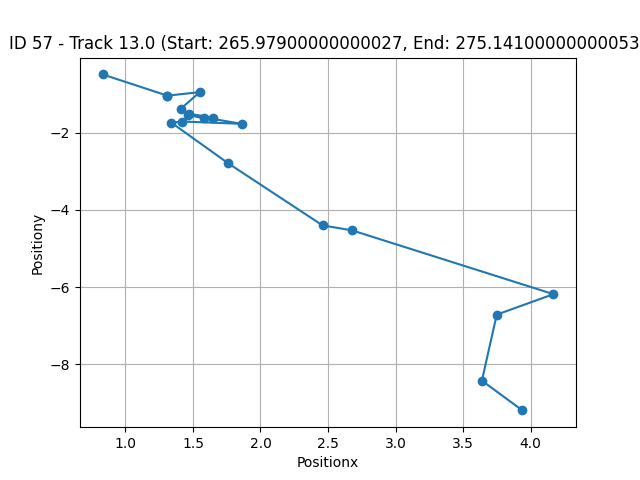 ID 57 - Track 13.0 (Start: 265.97900000000027, End: 275.14100000000053
−2
−4
−6
−8
Positiony
1.0 1.5 2.0 2.5 3.0 3.5 4.0
Positionx